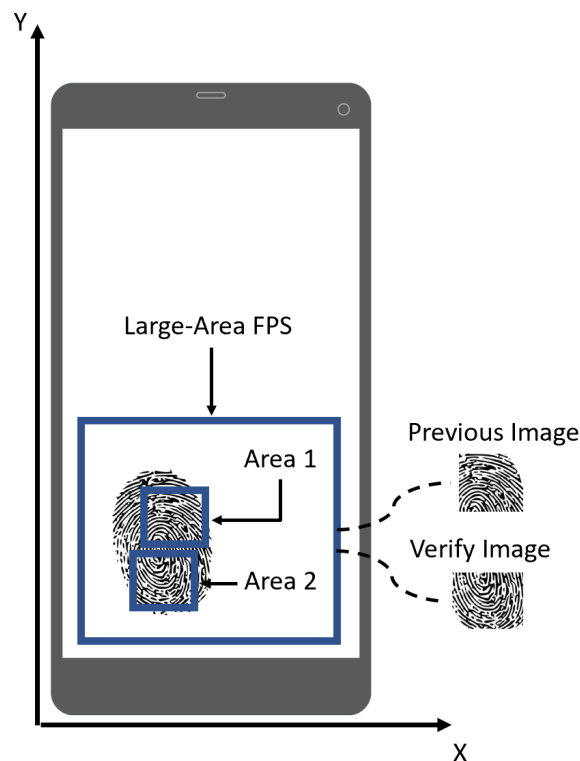 Y
Large-Area FPS
Previous Image
Area 1
Verify Image
Area 2
X